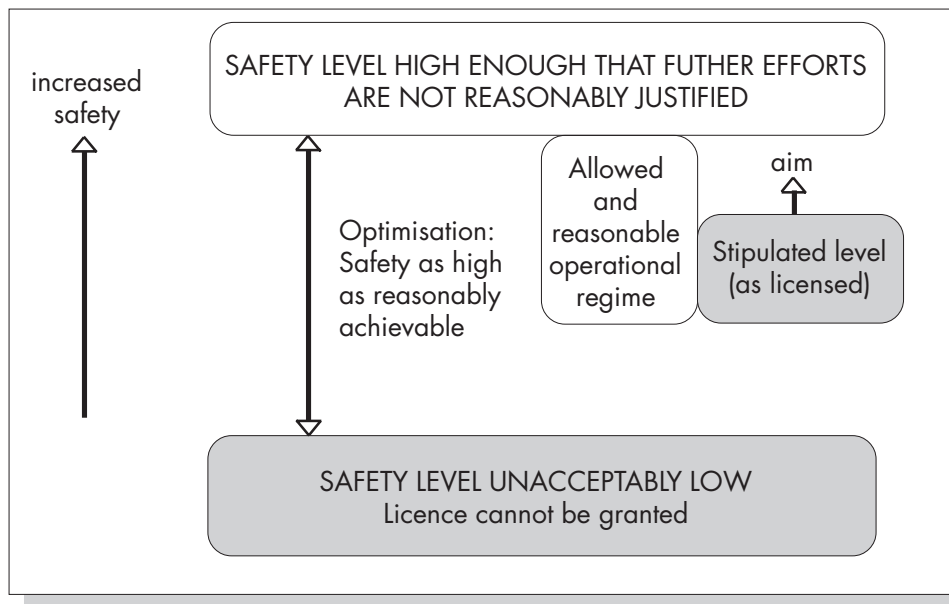 increased
safety
SAFETY LEVEL HIGH ENOUGH THAT FUTHER EFFORTS
ARE NOT REASONABLY JUSTIFIED
Optimisation:
Safety as high
as reasonably
achievable
Allowed
and
reasonable
operational
regime
aim
Stipulated level
(as licensed)
SAFETY LEVEL UNACCEPTABLY LOW
Licence cannot be granted